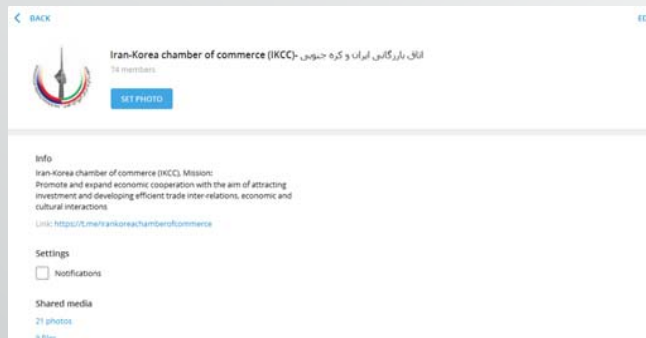 BACK
Iran-Korea chamber of commerce (IKCC)- اتاق بازرگانی ایران و کره جنوبی
74 members
SET PHOTO
Info
Iran-Korea chamber of commerce (IKCC), Mission:
Promote and expand economic cooperation with the aim of attracting
investment and developing efficient trade inter-relations, economic and
cultural interactions
Link: https://t.me/irankoreachamberofcommerce
Settings
Notifications
Shared media
21 photos